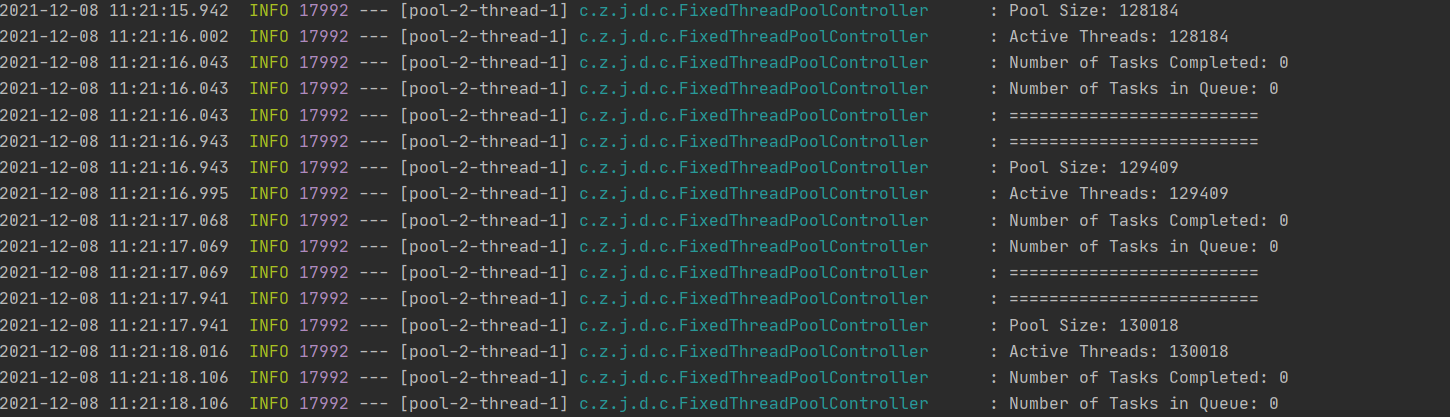 2021-12-08 11:21:15.942  INFO 17992 --- [pool-2-thread-1] c.z.j.d.c.FixedThreadPoolController      : Pool Size: 128184
2021-12-08 11:21:16.002  INFO 17992 --- [pool-2-thread-1] c.z.j.d.c.FixedThreadPoolController      : Active Threads: 128184
2021-12-08 11:21:16.043  INFO 17992 --- [pool-2-thread-1] c.z.j.d.c.FixedThreadPoolController      : Number of Tasks Completed: 0
2021-12-08 11:21:16.043  INFO 17992 --- [pool-2-thread-1] c.z.j.d.c.FixedThreadPoolController      : Number of Tasks in Queue: 0
2021-12-08 11:21:16.043  INFO 17992 --- [pool-2-thread-1] c.z.j.d.c.FixedThreadPoolController      : =========================
2021-12-08 11:21:16.943  INFO 17992 --- [pool-2-thread-1] c.z.j.d.c.FixedThreadPoolController      : =========================
2021-12-08 11:21:16.943  INFO 17992 --- [pool-2-thread-1] c.z.j.d.c.FixedThreadPoolController      : Pool Size: 129409
2021-12-08 11:21:16.995  INFO 17992 --- [pool-2-thread-1] c.z.j.d.c.FixedThreadPoolController      : Active Threads: 129409
2021-12-08 11:21:17.068  INFO 17992 --- [pool-2-thread-1] c.z.j.d.c.FixedThreadPoolController      : Number of Tasks Completed: 0
2021-12-08 11:21:17.069  INFO 17992 --- [pool-2-thread-1] c.z.j.d.c.FixedThreadPoolController      : Number of Tasks in Queue: 0
2021-12-08 11:21:17.069  INFO 17992 --- [pool-2-thread-1] c.z.j.d.c.FixedThreadPoolController      : =========================
2021-12-08 11:21:17.941  INFO 17992 --- [pool-2-thread-1] c.z.j.d.c.FixedThreadPoolController      : =========================
2021-12-08 11:21:17.941  INFO 17992 --- [pool-2-thread-1] c.z.j.d.c.FixedThreadPoolController      : Pool Size: 130018
2021-12-08 11:21:18.016  INFO 17992 --- [pool-2-thread-1] c.z.j.d.c.FixedThreadPoolController      : Active Threads: 130018
2021-12-08 11:21:18.106  INFO 17992 --- [pool-2-thread-1] c.z.j.d.c.FixedThreadPoolController      : Number of Tasks Completed: 0
2021-12-08 11:21:18.106  INFO 17992 --- [pool-2-thread-1] c.z.j.d.c.FixedThreadPoolController      : Number of Tasks in Queue: 0